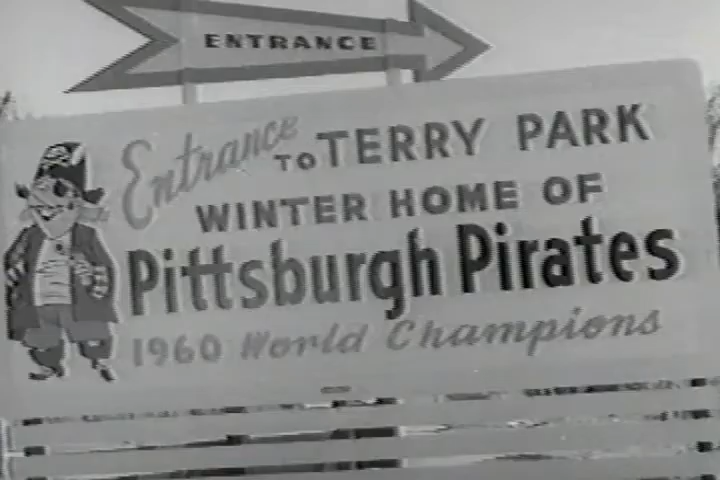 ENTRANCE
Entrance TO TERRY PARK
WINTER HOME OF
Pittsburgh Pirates
1960 World Champions